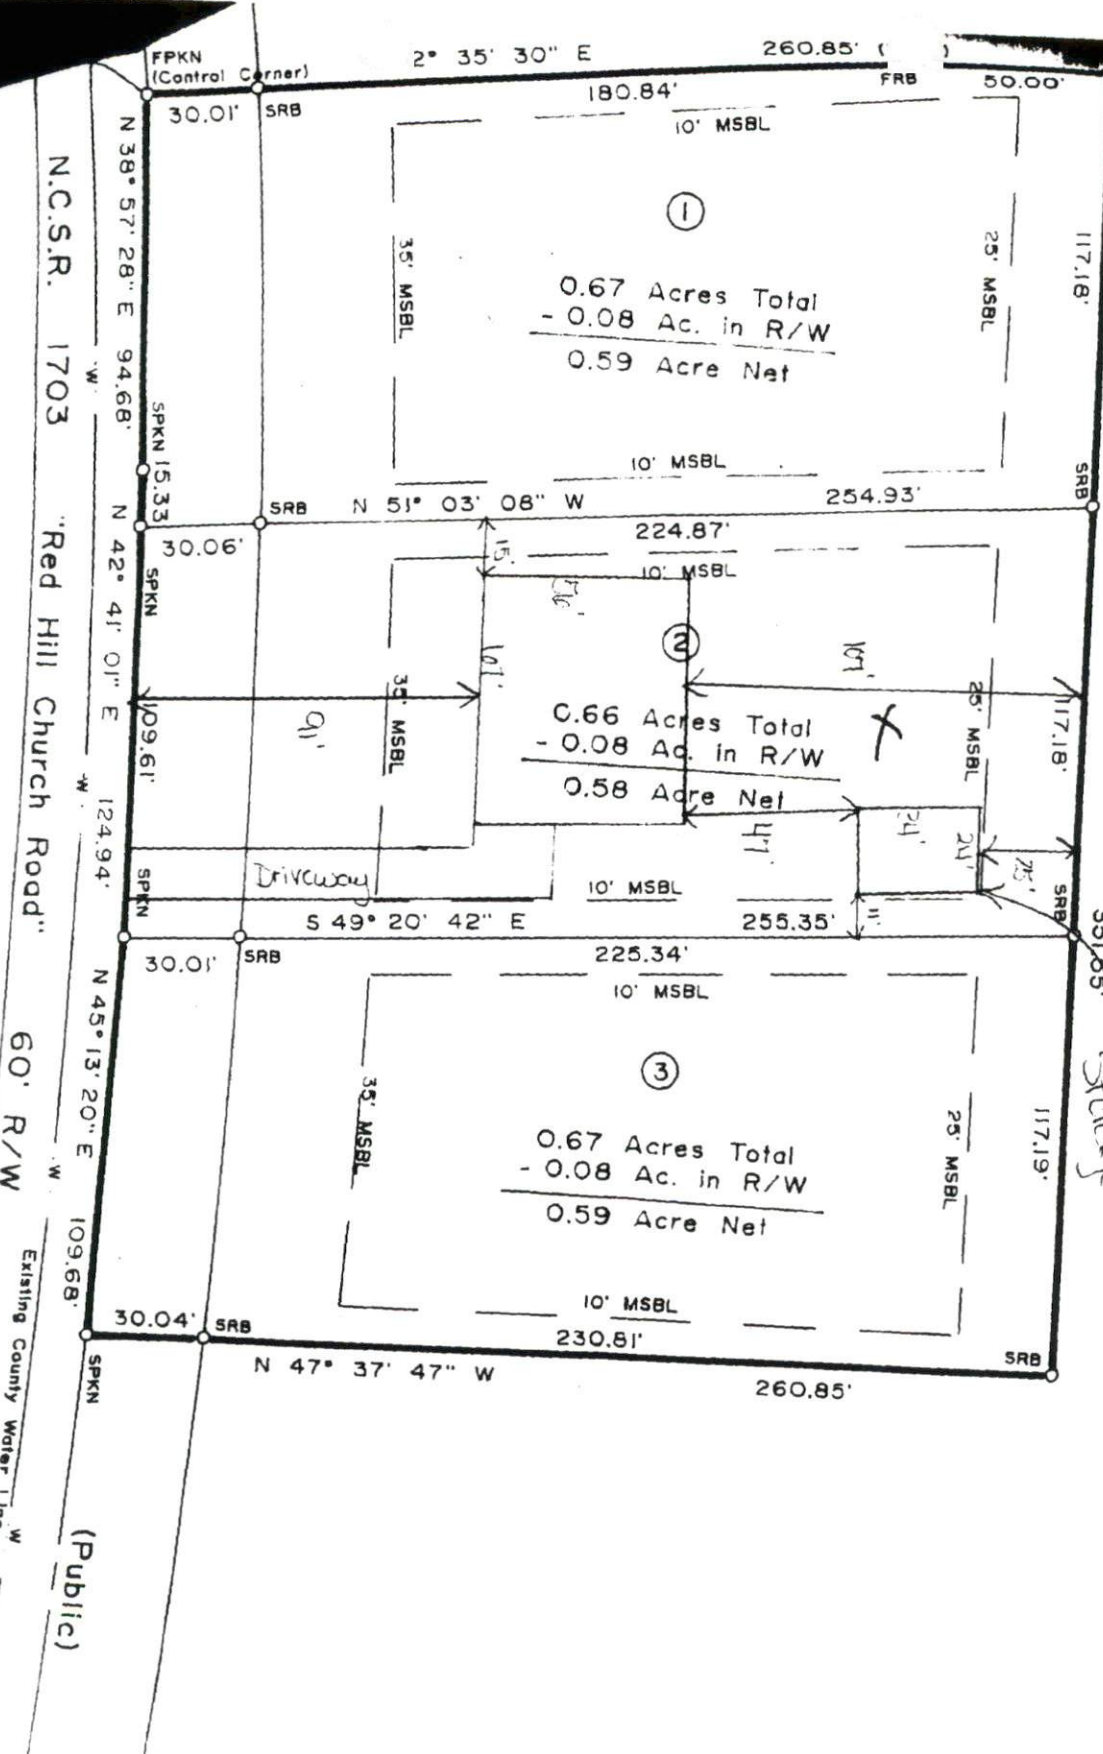 FPKN
(Control Corner)
2° 35' 30" E
260.85'
180.84'
FRB
50.00'
30.01'
SRB
10' MSBL
35' MSBL
25' MSBL
117.18'
1
0.67 Acres Total
- 0.08 Ac. in R/W
0.59 Acre Net
10' MSBL
N 38° 57' 28" E 94.68'
SPKN
15.33
N.C.S.R. 1703 "Red Hill Church Road" 60' R/W
(Public)
W
SRB
N 51° 03' 08" W
254.93'
SRB
30.06'
224.87'
SPKN
N 42° 41' 01" E 124.94'
109.61'
15'
10' MSBL
2
35' MSBL
25' MSBL
117.18'
91'
0.66 Acres Total
- 0.08 Ac. in R/W
0.58 Acre Net
X
47'
24'
24'
25'
11'
Driveway
10' MSBL
SPKN
SRB
S 49° 20' 42" E
255.35'
30.01'
SRB
225.34'
W
10' MSBL
3
35' MSBL
25' MSBL
117.19'
0.67 Acres Total
- 0.08 Ac. in R/W
0.59 Acre Net
10' MSBL
N 45° 13' 20" E 109.68'
W
30.04'
SRB
230.81'
SRB
N 47° 37' 47" W
260.85'
SPKN
Existing County Water
W